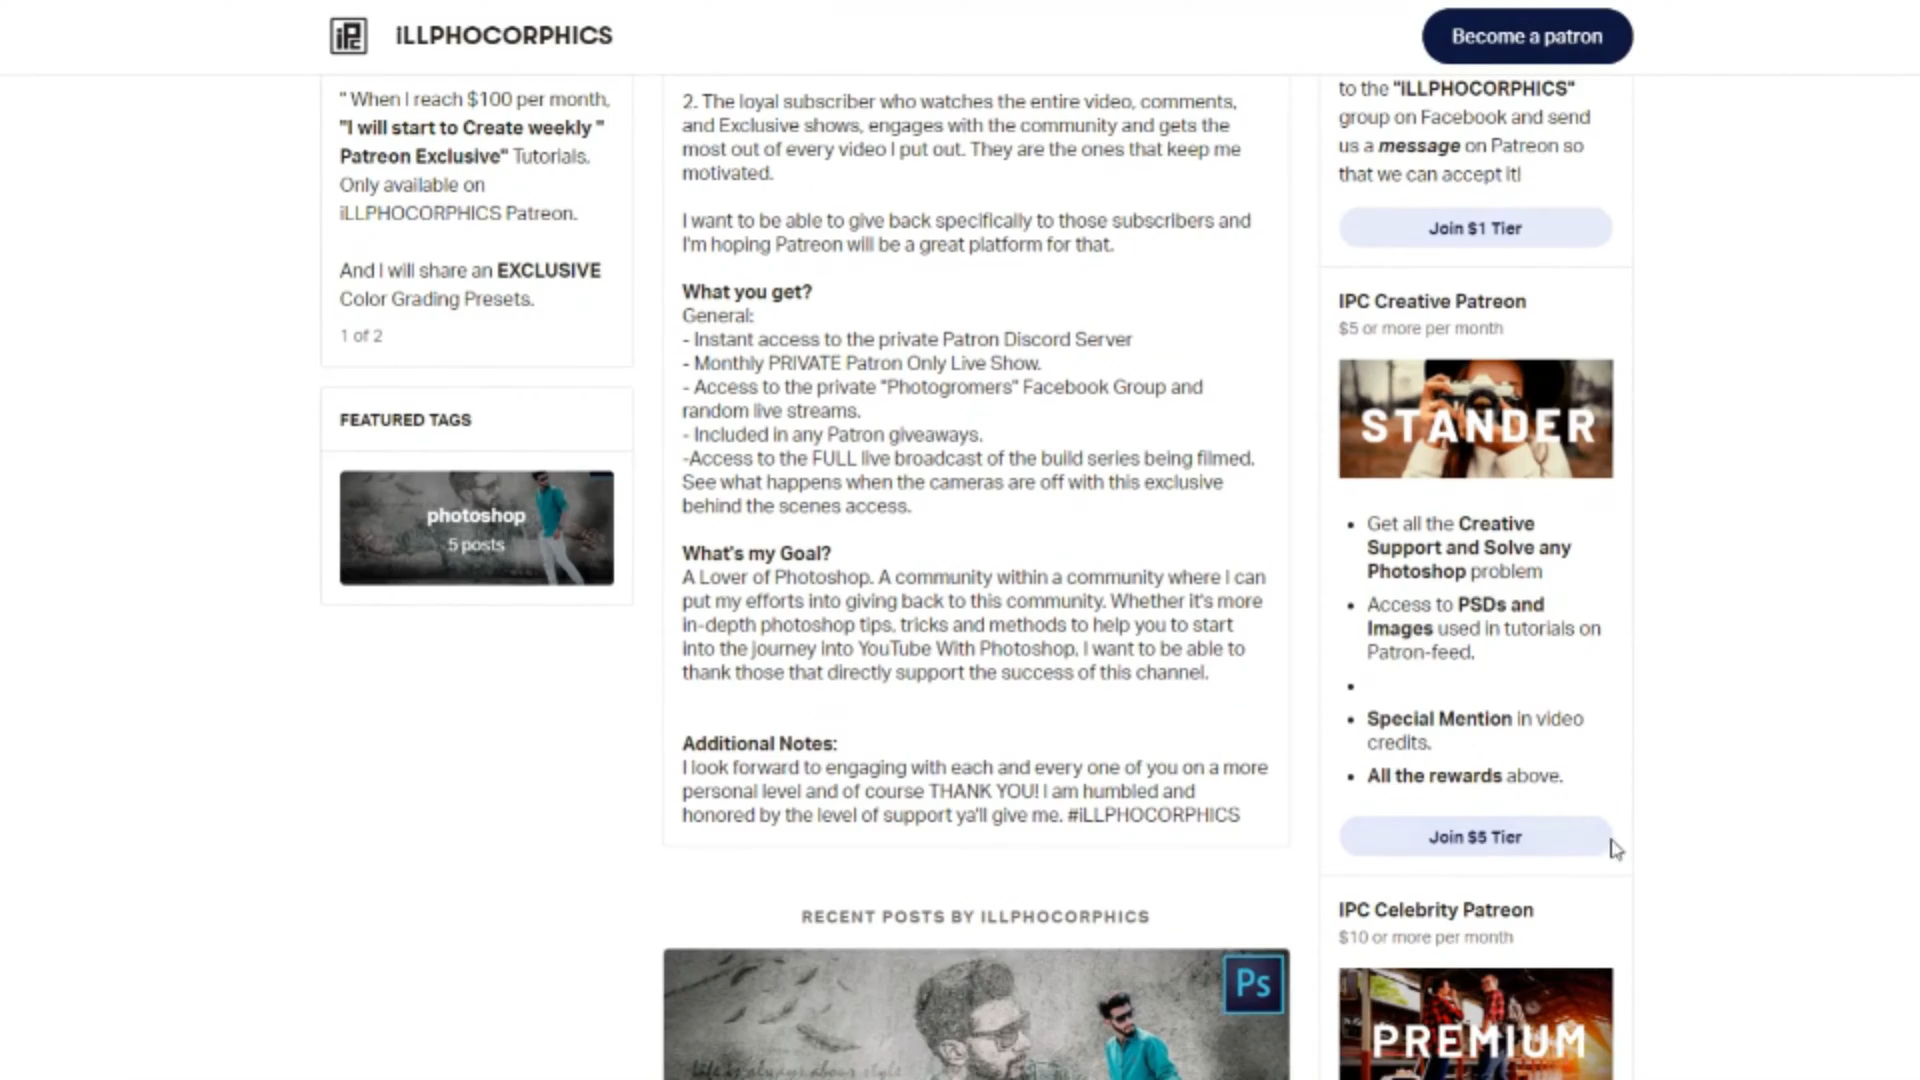 iPc
iLLPHOCORPHICS
Become a patron
" When I reach $100 per month,
"I will start to Create weekly "
Patreon Exclusive" Tutorials.
Only available on
iLLPHOCORPHICS Patreon.
And I will share an EXCLUSIVE
Color Grading Presets.
1 of 2
FEATURED TAGS
photoshop
5 posts
2. The loyal subscriber who watches the entire video, comments,
and Exclusive shows, engages with the community and gets the
most out of every video I put out. They are the ones that keep me
motivated.
I want to be able to give back specifically to those subscribers and
I'm hoping Patreon will be a great platform for that.
What you get?
General:
- Instant access to the private Patron Discord Server
- Monthly PRIVATE Patron Only Live Show.
- Access to the private "Photogromers" Facebook Group and
random live streams.
- Included in any Patron giveaways.
-Access to the FULL live broadcast of the build series being filmed.
See what happens when the cameras are off with this exclusive
behind the scenes access.
What's my Goal?
A Lover of Photoshop. A community within a community where I can
put my efforts into giving back to this community. Whether it's more
in-depth photoshop tips, tricks and methods to help you to start
into the journey into YouTube With Photoshop, I want to be able to
thank those that directly support the success of this channel.
Additional Notes:
I look forward to engaging with each and every one of you on a more
personal level and of course THANK YOU! I am humbled and
honored by the level of support ya'll give me. #iLLPHOCORPHICS
RECENT POSTS BY ILLPHOCORPHICS
Ps
Life is always about style
to the "iLLPHOCORPHICS"
group on Facebook and send
us a message on Patreon so
that we can accept it!
Join $1 Tier
IPC Creative Patreon
$5 or more per month
STANDER
• Get all the Creative
Support and Solve any
Photoshop problem
• Access to PSDs and
Images used in tutorials on
Patron-feed.
•
• Special Mention in video
credits.
• All the rewards above.
Join $5 Tier
IPC Celebrity Patreon
$10 or more per month
PREMIUM